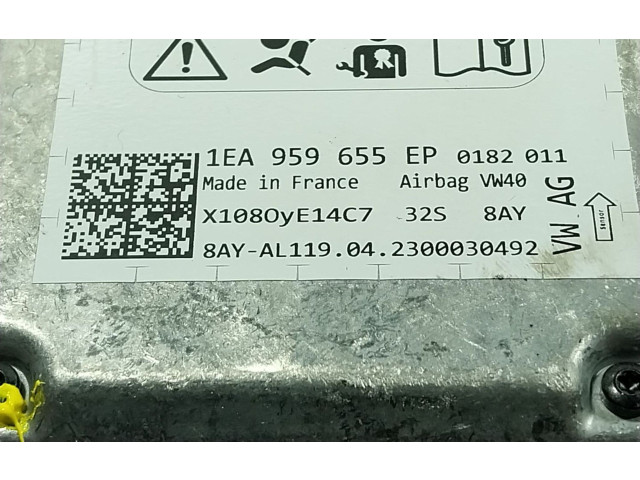 1EA 959 655 EP 0182 011
Made in France Airbag VW40
X108OyE14C7 32S 8AY
8AY-AL119.04.2300030492
VW AG
sensor